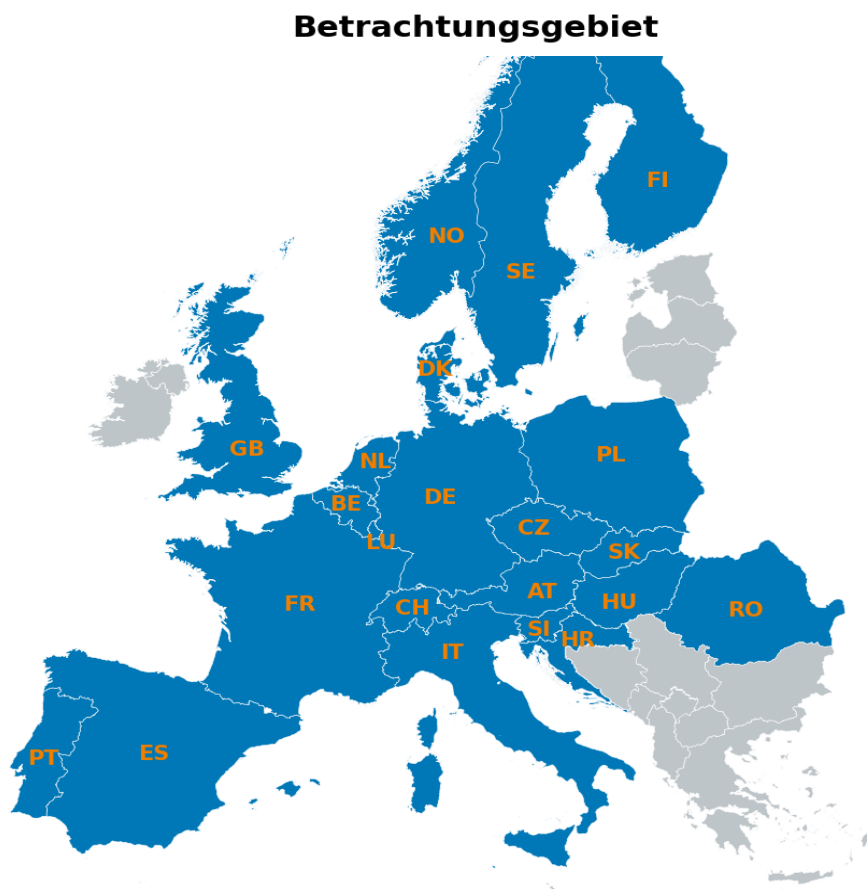 Betrachtungsgebiet
FI
NO
SE
DK
GB
NL
PL
DE
BE
CZ
LU
SK
AT
HU
FR
CH
RO
SI
HR
IT
ES
PT